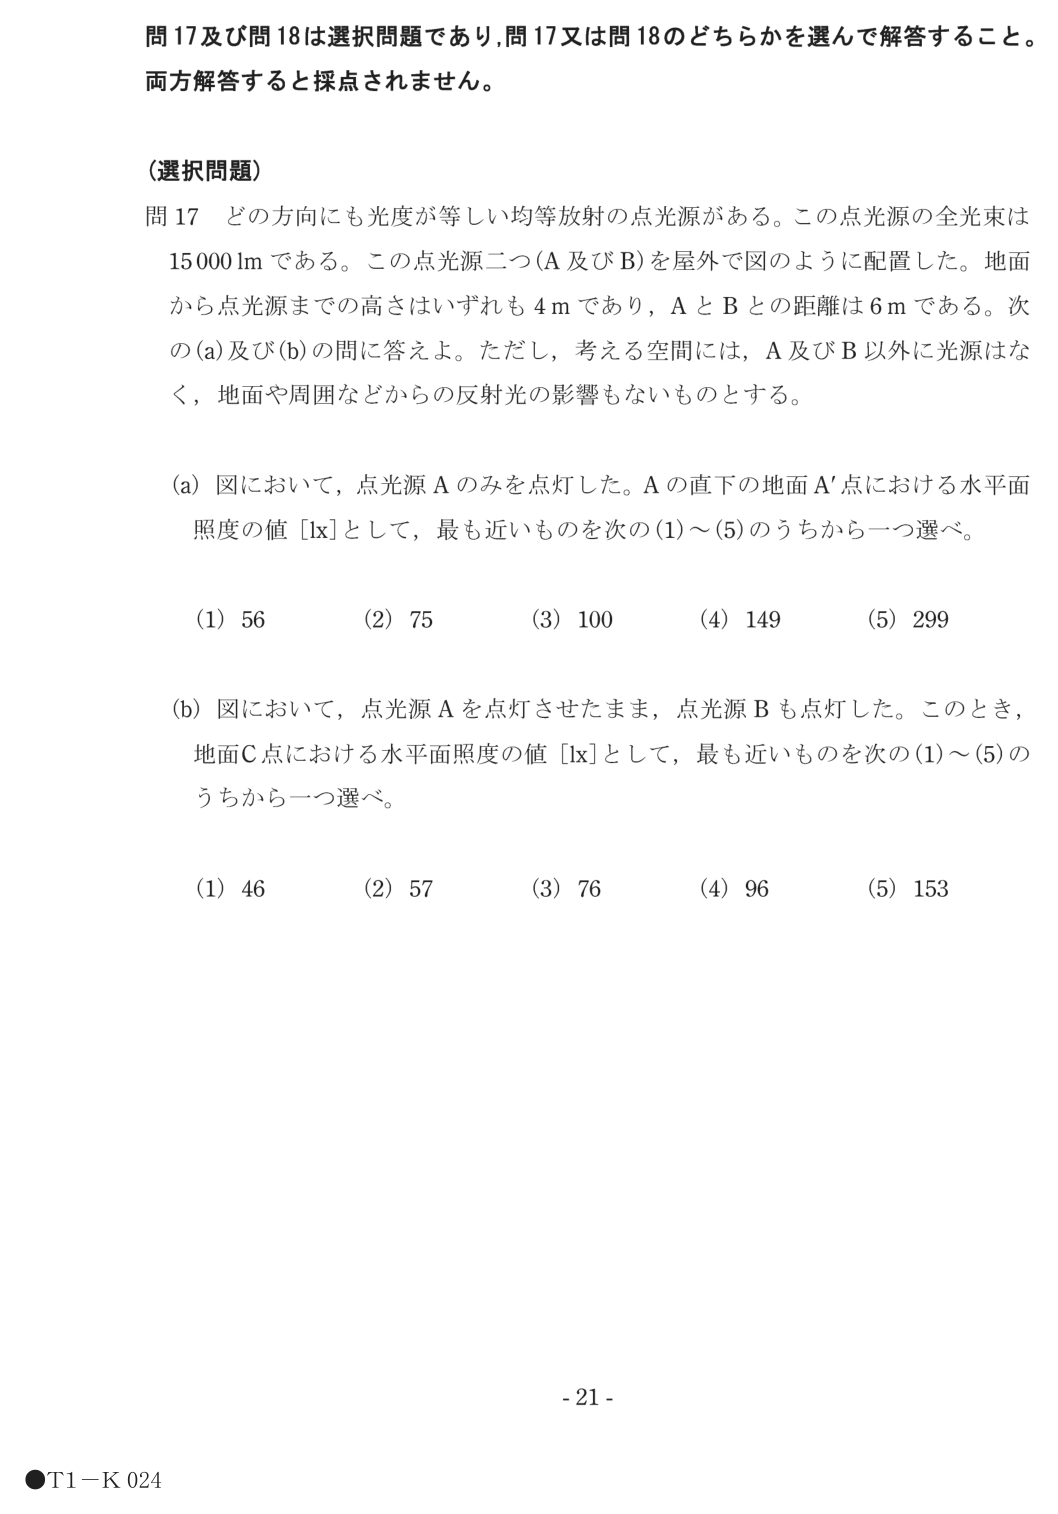 問17及び問18は選択問題であり,問17又は問18のどちらかを選んで解答すること。
両方解答すると採点されません。
(選択問題)
問17 どの方向にも光度が等しい均等放射の点光源がある。この点光源の全光束は
15000 lm である。この点光源二つ(A 及び B)を屋外で図のように配置した。地面
から点光源までの高さはいずれも 4 m であり，A と B との距離は 6 m である。次
の(a)及び(b)の問に答えよ。ただし，考える空間には，A 及び B 以外に光源はな
く，地面や周囲などからの反射光の影響もないものとする。
(a) 図において，点光源 A のみを点灯した。A の直下の地面 A′点における水平面
照度の値［lx］として，最も近いものを次の(1)～(5)のうちから一つ選べ。
(1) 56 (2) 75 (3) 100 (4) 149 (5) 299
(b) 図において，点光源 A を点灯させたまま，点光源 B も点灯した。このとき，
地面C点における水平面照度の値［lx］として，最も近いものを次の(1)～(5)の
うちから一つ選べ。
(1) 46 (2) 57 (3) 76 (4) 96 (5) 153
- 21 -
●T1－K 024